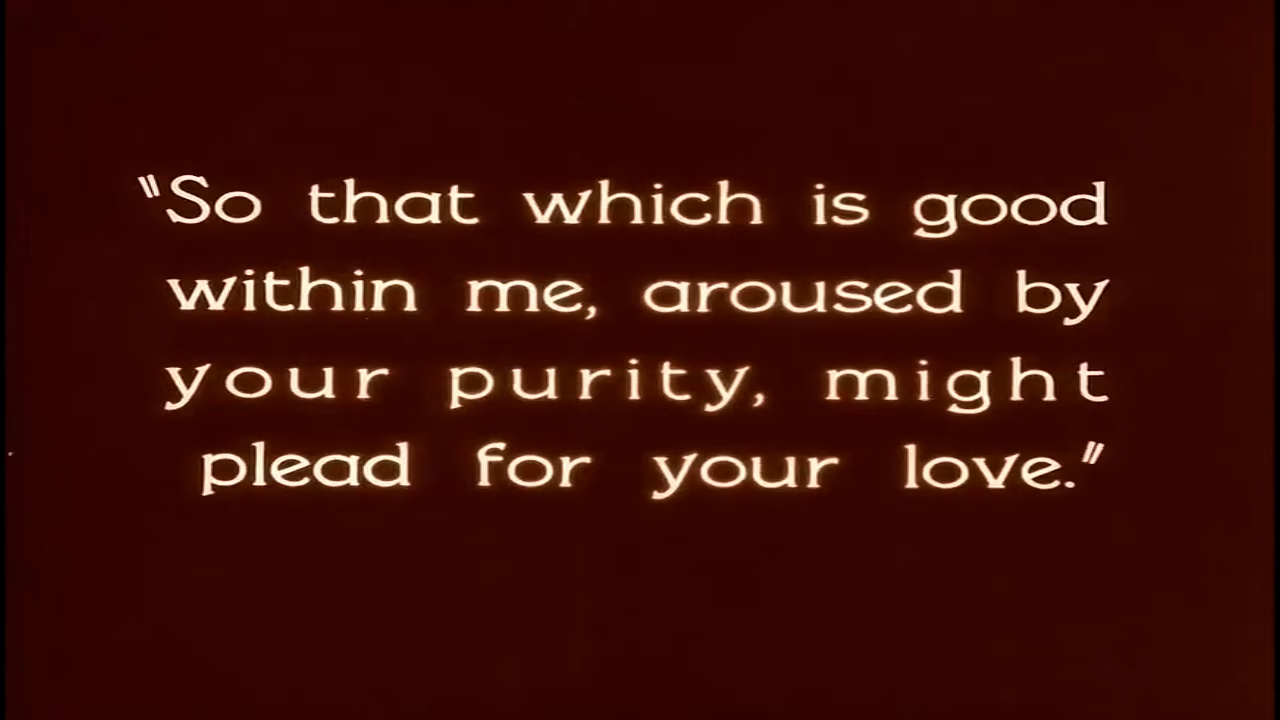 "So that which is good
within me, aroused by
your purity, might
plead for your love."